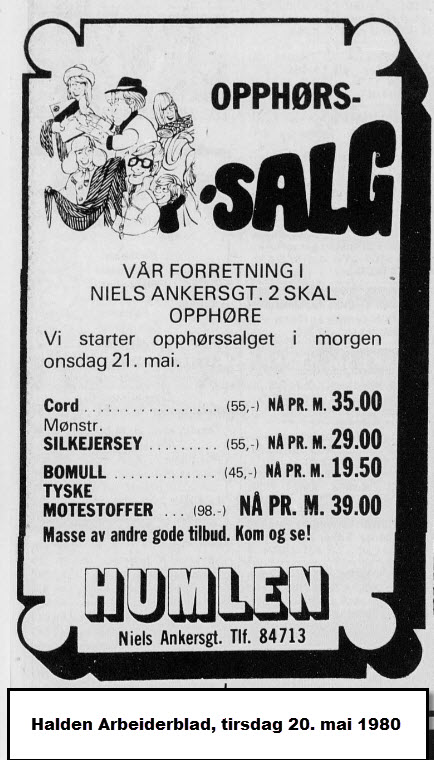 OPPHØRS-
SALG
VÅR FORRETNING I
NIELS ANKERSGT. 2 SKAL
OPPHØRE
Vi starter opphørssalget i morgen
onsdag 21. mai.
Cord . . . . . . . . . . . . . . . . . . (55,-) NÅ PR. M. 35.00
Mønstr.
SILKEJERSEY . . . . . . . . . . (55,-) NÅ PR. M. 29.00
BOMULL . . . . . . . . . . . . . (45,-) NÅ PR. M. 19.50
TYSKE
MOTESTOFFER . . . (98.-) NÅ PR. M. 39.00
Masse av andre gode tilbud. Kom og se!
HUMLEN
Niels Ankersgt. Tlf. 84713
Halden Arbeiderblad, tirsdag 20. mai 1980